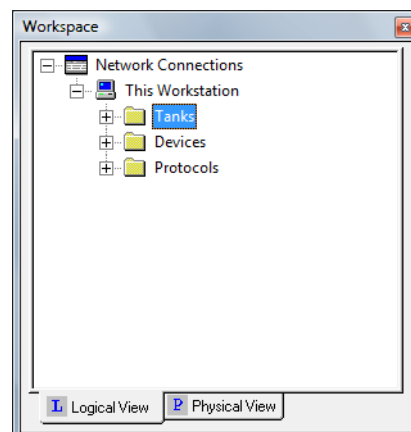 Workspace
Network Connections
This Workstation
Tanks
Devices
Protocols
L Logical View P Physical View